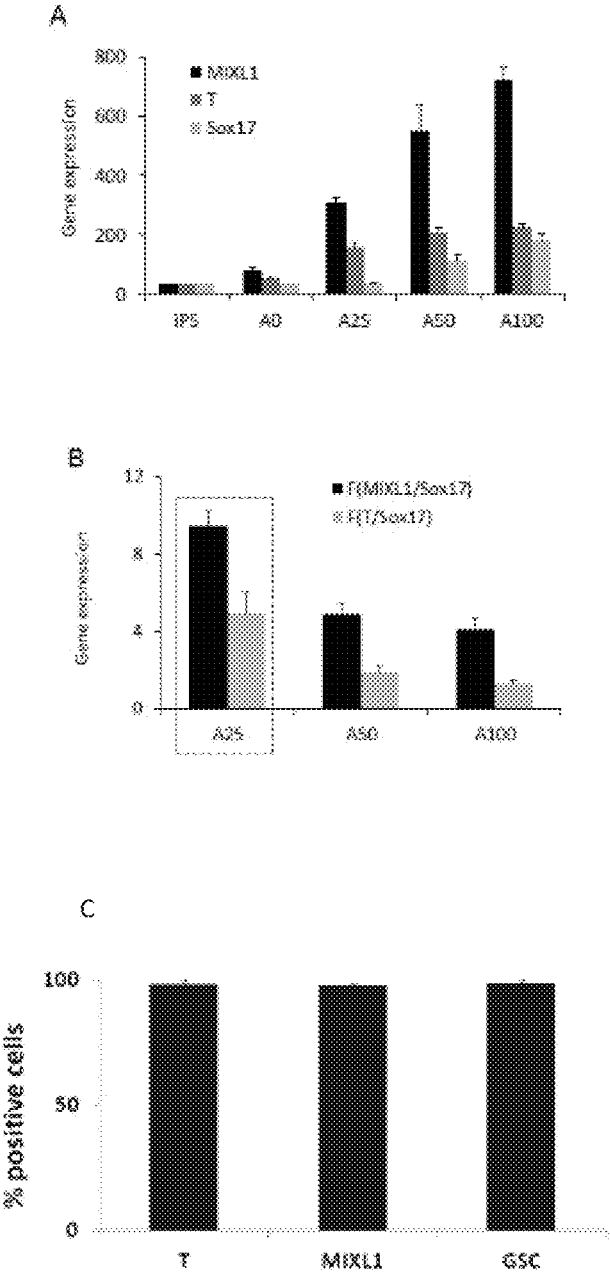 A
800
600
400
200
0
Gene expression
MIXL1
T
Sox17
iPS A0 A25 A50 A100
B
12
8
4
0
Gene expression
F(MIXL1/Sox17)
F(T/Sox17)
A25 A50 A100
C
100
50
0
% positive cells
T MIXL1 GSC